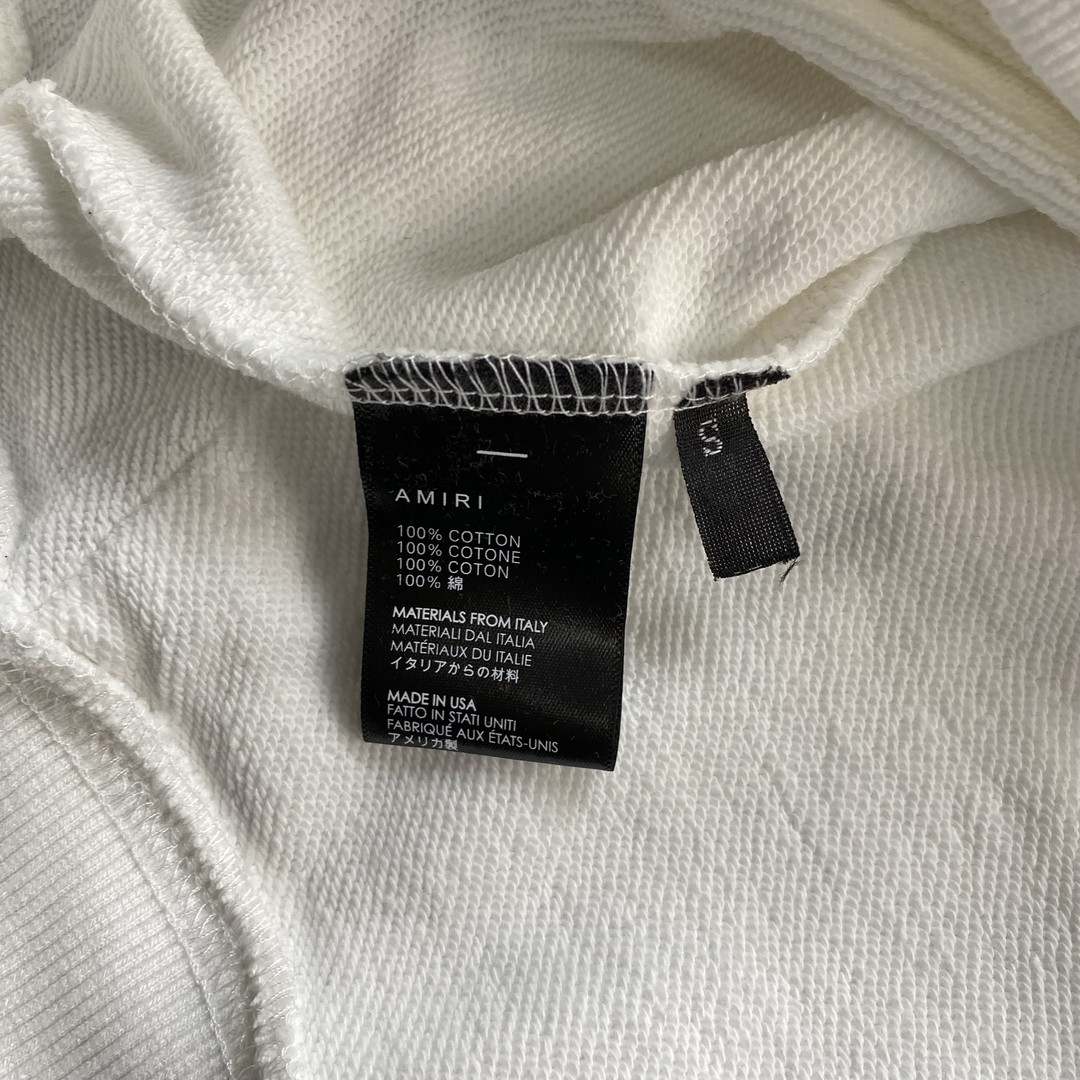 AMIRI
100% COTTON
100% COTONE
100% COTON
100% 綿
MATERIALS FROM ITALY
MATERIALI DAL ITALIA
MATÉRIAUX DU ITALIE
イタリアからの材料
MADE IN USA
FATTO IN STATI UNITI
FABRIQUÉ AUX ÉTATS-UNIS
アメリカ製
S